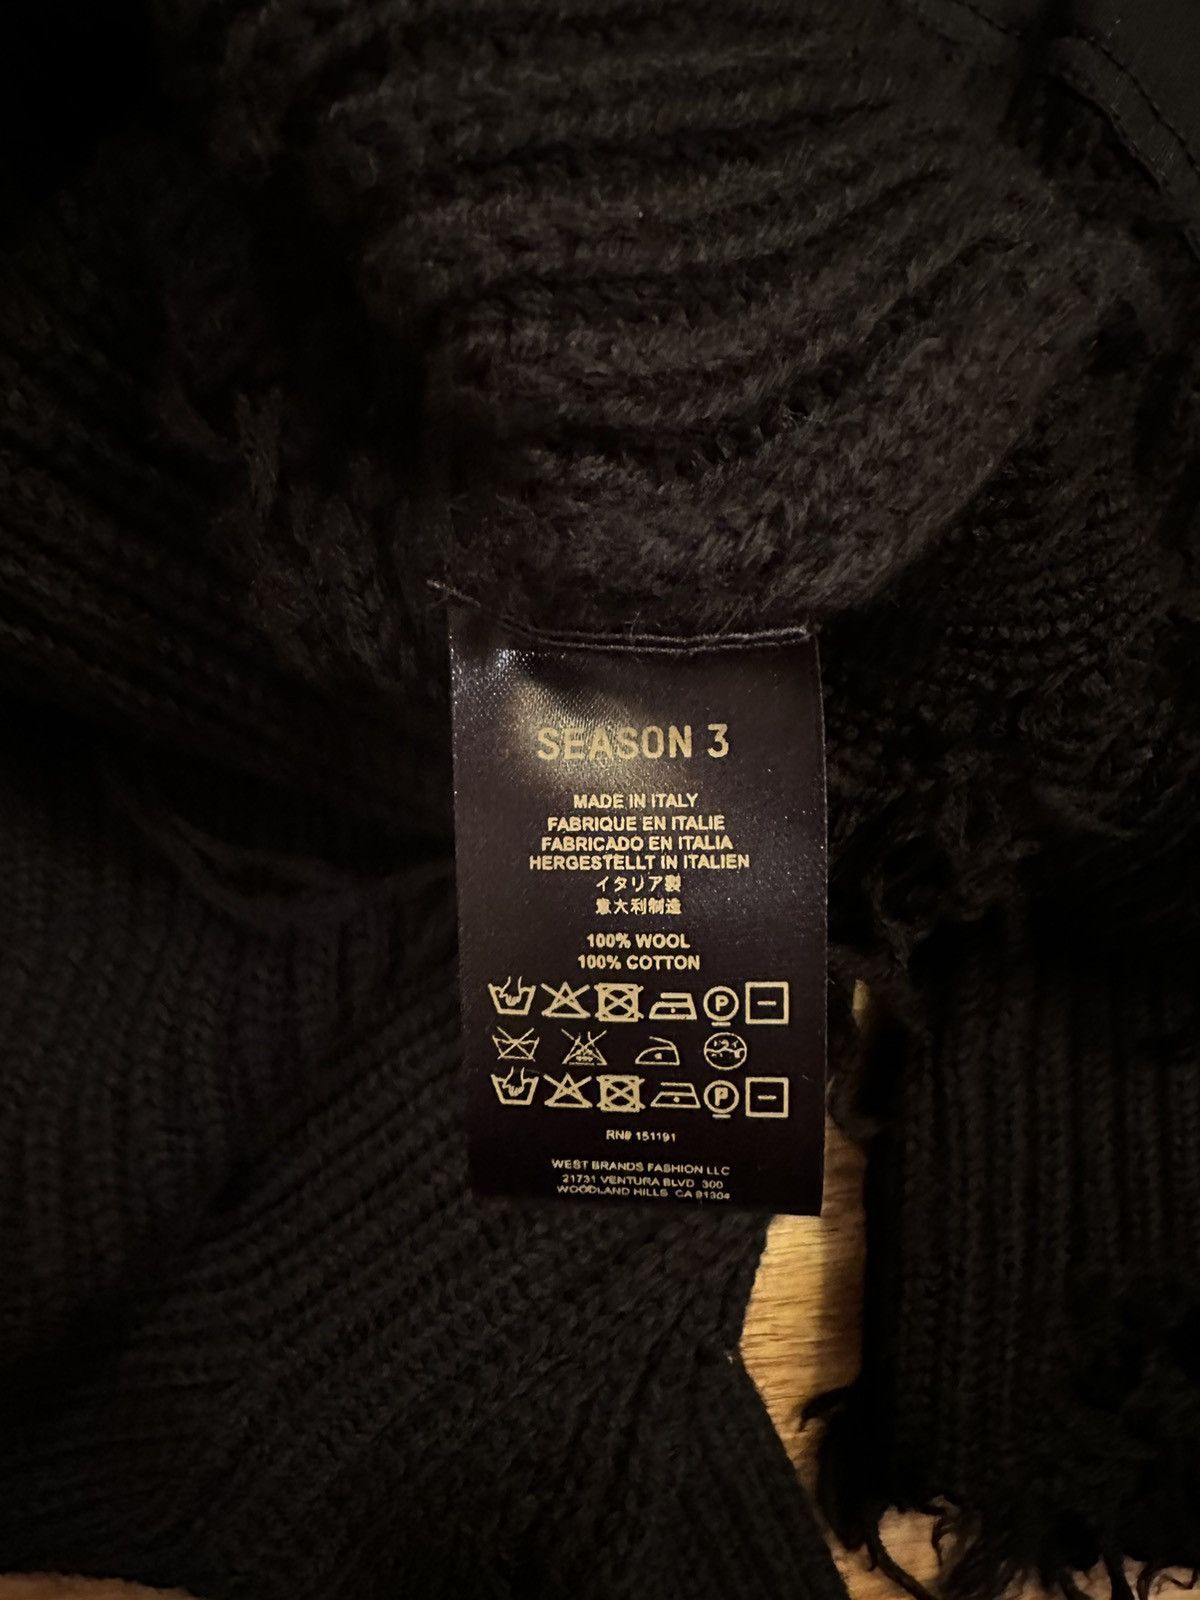 SEASON 3
MADE IN ITALY
FABRIQUE EN ITALIE
FABRICADO EN ITALIA
HERGESTELLT IN ITALIEN
イタリア製
意大利制造
100% WOOL
100% COTTON
P
P
RN# 151191
WEST BRANDS FASHION LLC
21731 VENTURA BLVD 300
WOODLAND HILLS CA 91304